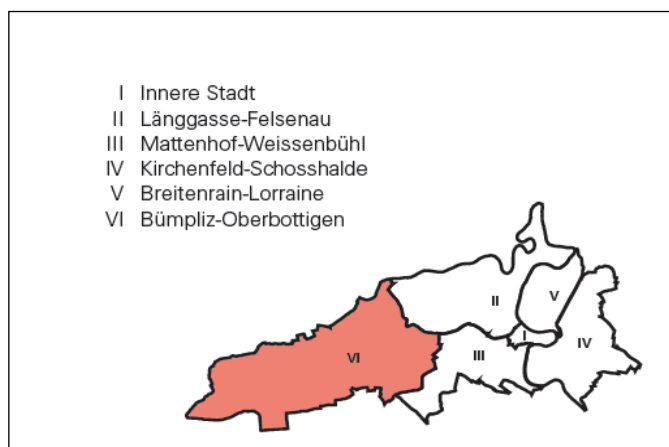 I Innere Stadt
II Länggasse-Felsenau
III Mattenhof-Weissenbühl
IV Kirchenfeld-Schosshalde
V Breitenrain-Lorraine
VI Bümpliz-Oberbottigen
II
V
I
IV
III
VI